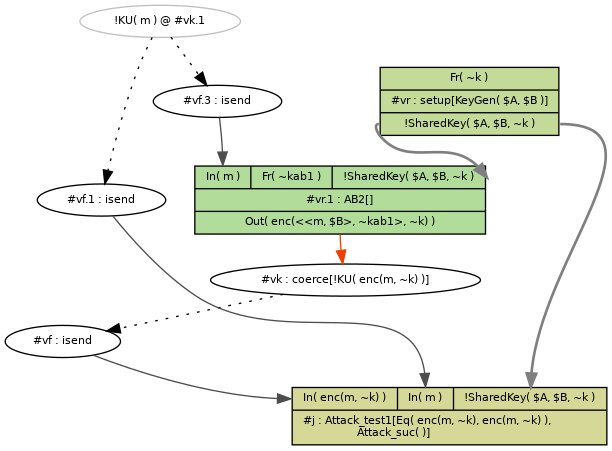 !KU( m ) @ #vk.1
Fr( ~k )
#vf.3 : isend
#vr : setup[KeyGen( $A, $B )]
!SharedKey( $A, $B, ~k )
In( m ) Fr( ~kab1 ) !SharedKey( $A, $B, ~k )
#vf.1 : isend
#vr.1 : AB2[]
Out( enc(<<m, $B>, ~kab1>, ~k) )
#vk : coerce[!KU( enc(m, ~k) )]
#vf : isend
In( enc(m, ~k) ) In( m ) !SharedKey( $A, $B, ~k )
#j : Attack_test1[Eq( enc(m, ~k), enc(m, ~k) ),
Attack_suc( )]